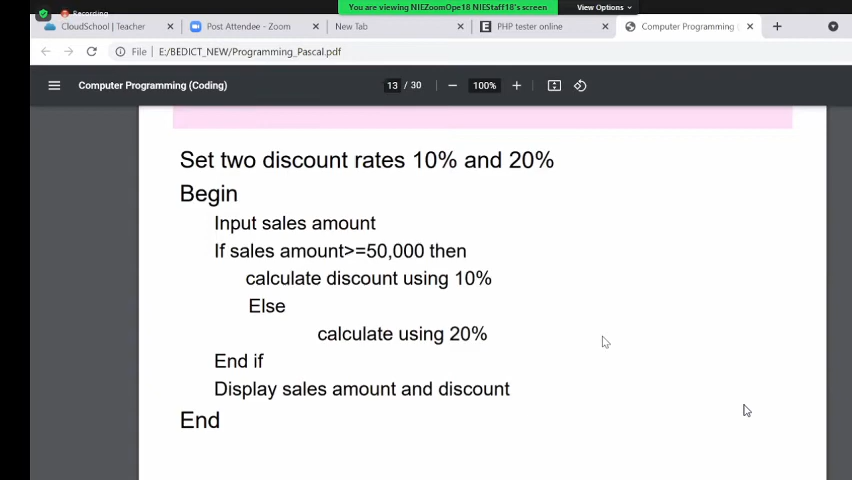 Recording
You are viewing NIEZoomOpe18 NIEStaff18's screen
View Options
CloudSchool | Teacher
Post Attendee - Zoom
New Tab
PHP tester online
Computer Programming
File
E:/BEDICT_NEW/Programming_Pascal.pdf
Computer Programming (Coding)
13 / 30
100%
Set two discount rates 10% and 20%
Begin
Input sales amount
If sales amount>=50,000 then
calculate discount using 10%
Else
calculate using 20%
End if
Display sales amount and discount
End